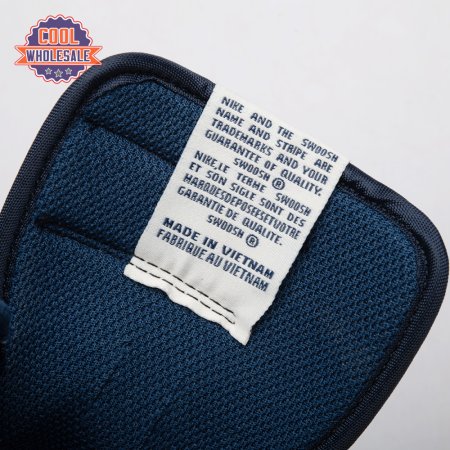 COOL
WHOLESALE
NIKE AND THE SWOOSH
NAME AND STRIPE ARE
TRADEMARKS AND YOUR
GUARANTEE OF QUALITY.
SWOOSH ®
NIKE,LE TERME SWOOSH
ET SON SIGLE SONT DES
MARQUESDEPOSEESETVOTRE
GARANTIE DE QUALITE.
SWOOSH ®
MADE IN VIETNAM
FABRIQUE AU VIETNAM